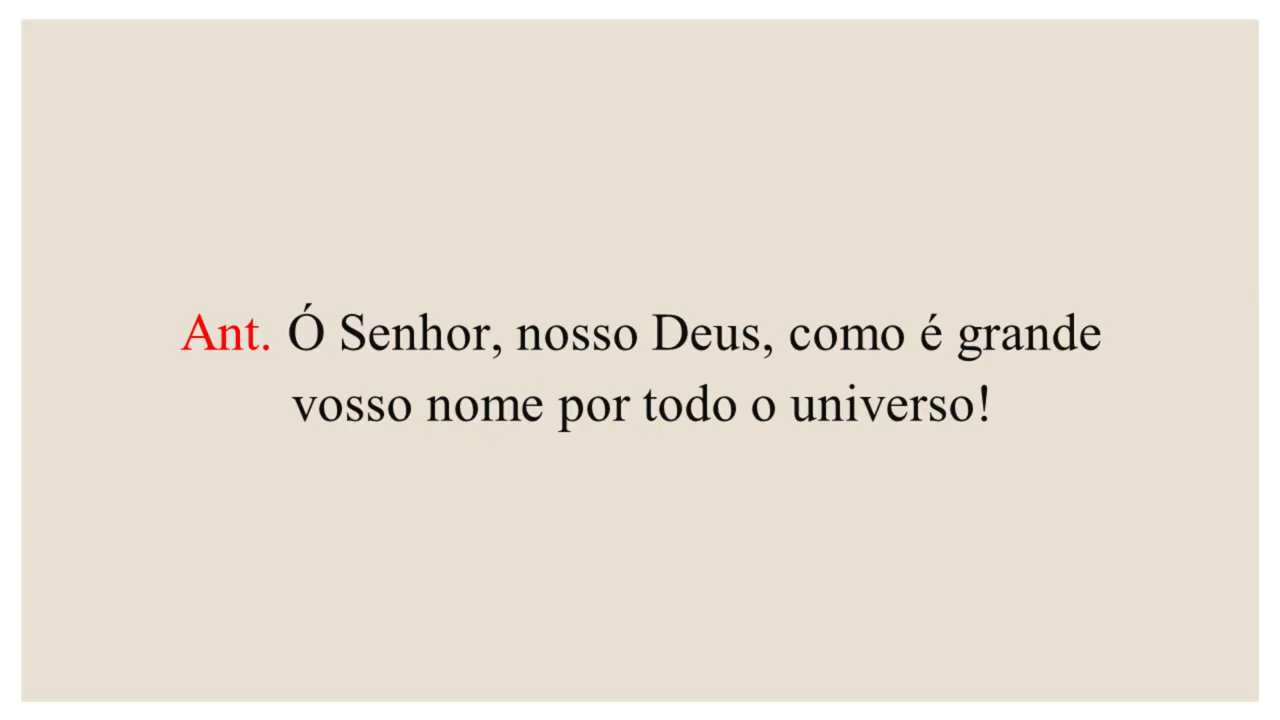 Ant. Ó Senhor, nosso Deus, como é grande
vosso nome por todo o universo!